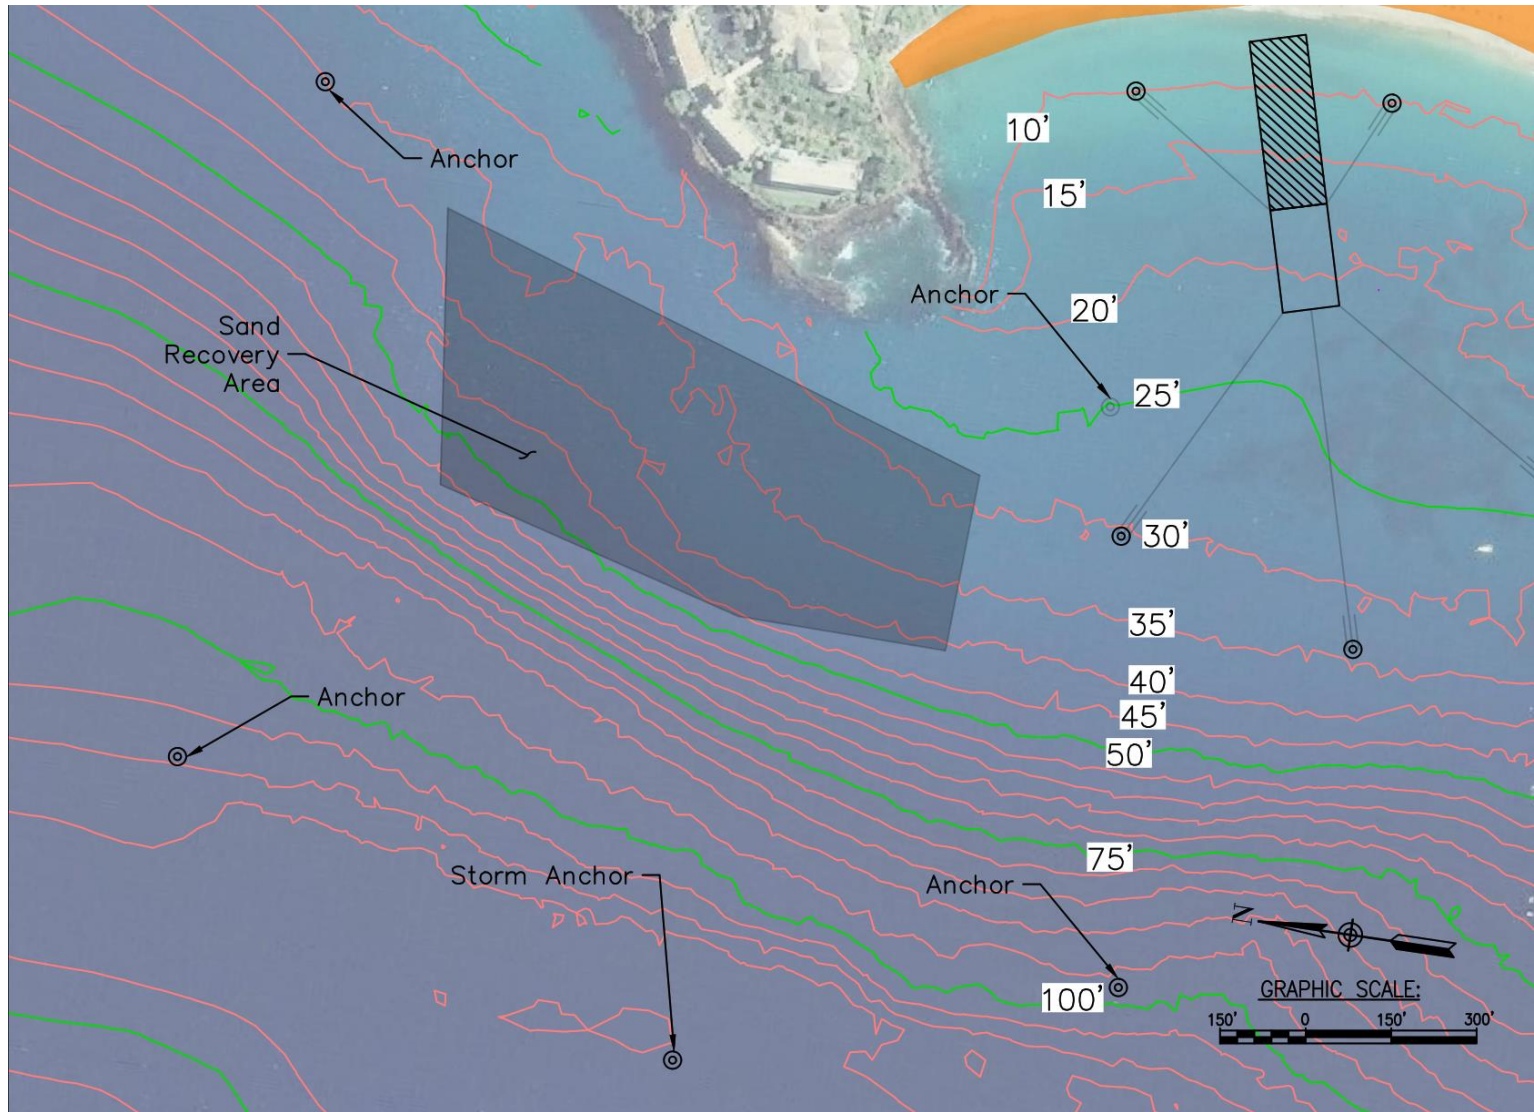 Anchor
10'
15'
Anchor
20'
Sand
Recovery
Area
25'
30'
35'
40'
Anchor
45'
50'
75'
Storm Anchor
Anchor
N
100'
GRAPHIC SCALE:
150' 0 150' 300'